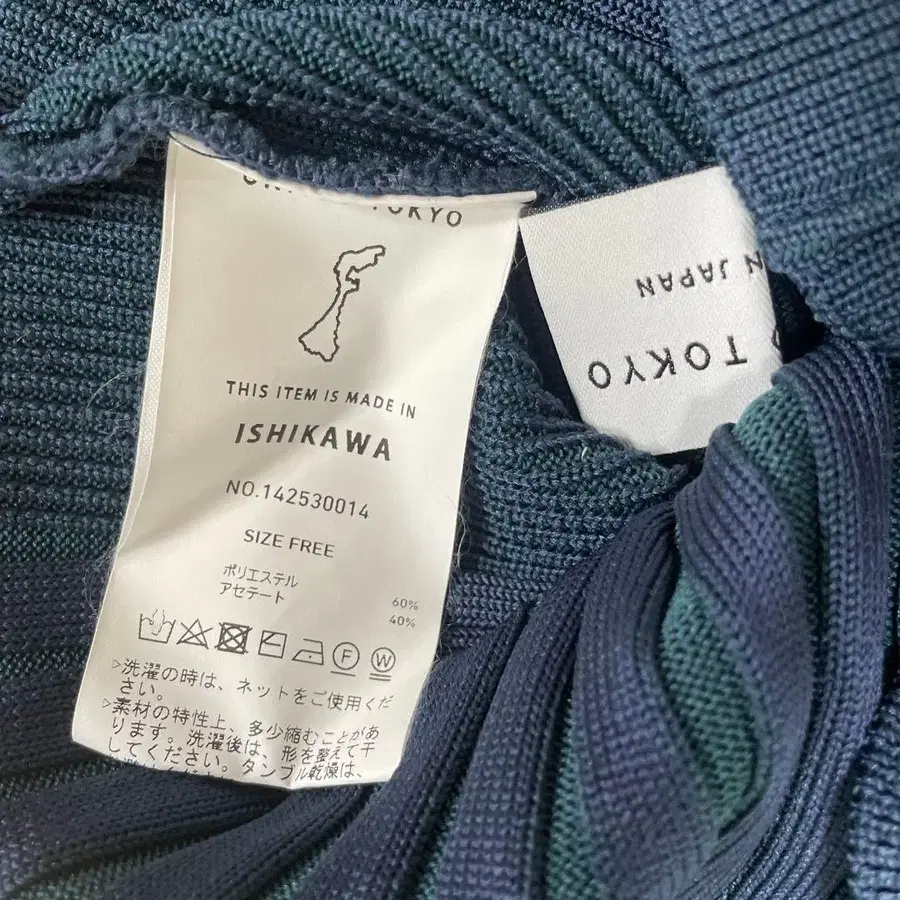 TOKYO
THIS ITEM IS MADE IN
ISHIKAWA
NO.142530014
SIZE FREE
ポリエステル 60%
アセテート 40%
F W
>洗濯の時は、ネットをご使用くだ
さい。
>素材の特性上、多少縮むことがあ
ります。洗濯後は、形を整えて干
してください。タンブル乾燥は、
N JAPAN
TOKYO